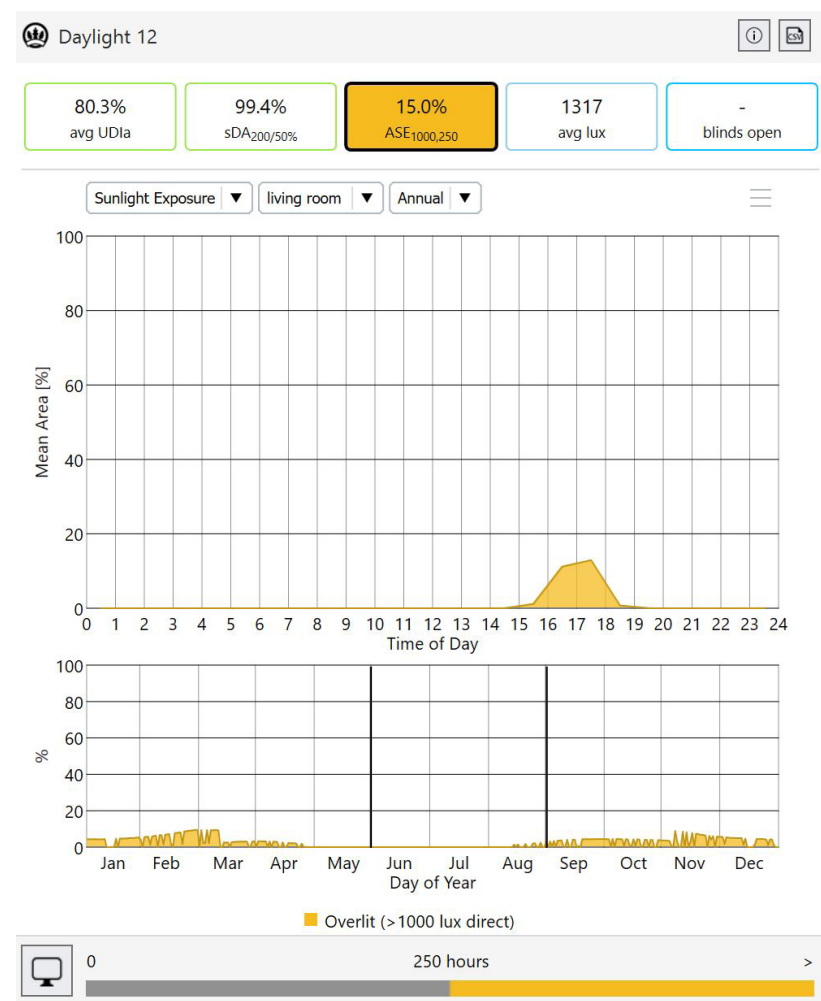 Daylight 12
CSV
80.3% 99.4% 15.0% 1317 -
avg UDIa sDA200/50% ASE1000,250 avg lux blinds open
Sunlight Exposure ▼ living room ▼ Annual ▼
100
80
60
40
20
0
Mean Area [%]
0 1 2 3 4 5 6 7 8 9 10 11 12 13 14 15 16 17 18 19 20 21 22 23 24
Time of Day
100
80
60
40
20
0
%
Jan Feb Mar Apr May Jun Jul Aug Sep Oct Nov Dec
Day of Year
Overlit (>1000 lux direct)
0 250 hours >